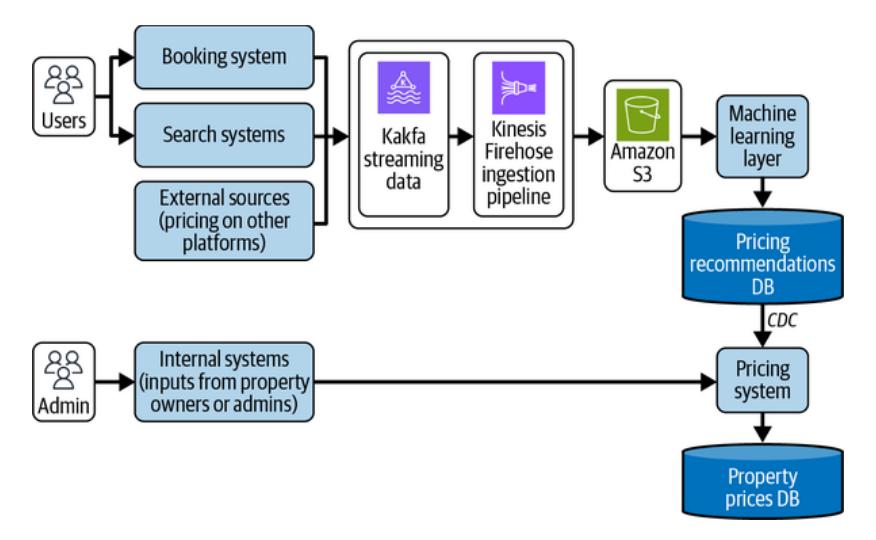 Users
Booking system
Search systems
External sources
(pricing on other
platforms)
Kakfa
streaming
data
Kinesis
Firehose
ingestion
pipeline
Amazon
S3
Machine
learning
layer
Pricing
recommendations
DB
CDC
Admin
Internal systems
(inputs from property
owners or admins)
Pricing
system
Property
prices DB